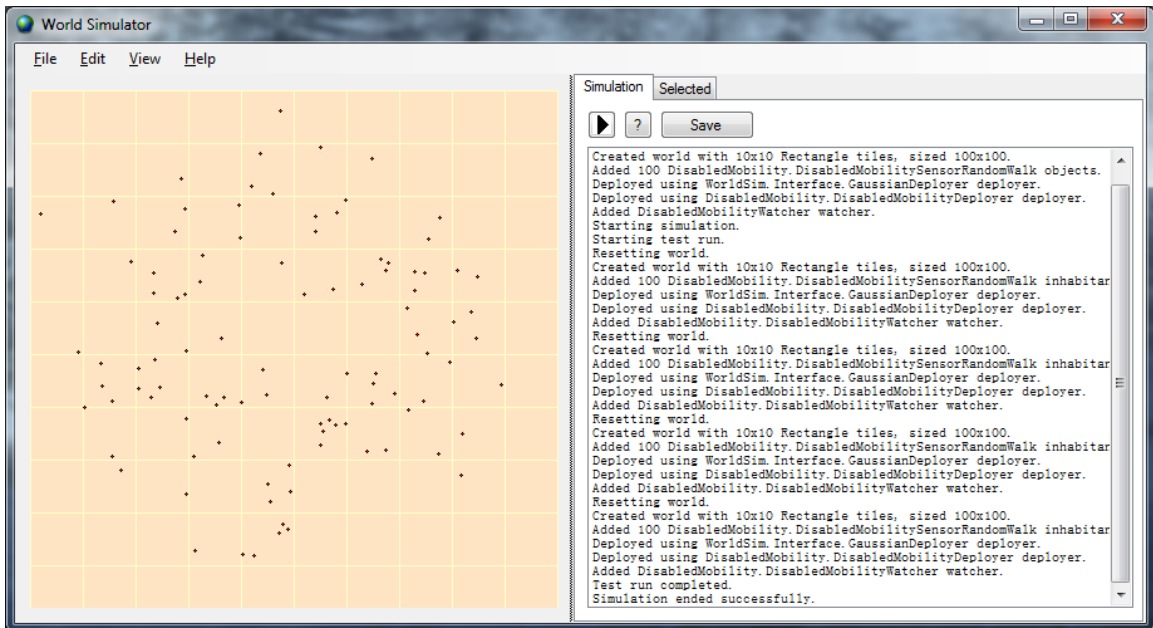 World Simulator
File Edit View Help
Simulation Selected
? Save
Created world with 10x10 Rectangle tiles, sized 100x100.
Added 100 DisabledMobility.DisabledMobilitySensorRandomWalk objects.
Deployed using WorldSim.Interface.GaussianDeployer deployer.
Deployed using DisabledMobility.DisabledMobilityDeployer deployer.
Added DisabledMobilityWatcher watcher.
Starting simulation.
Starting test run.
Resetting world.
Created world with 10x10 Rectangle tiles, sized 100x100.
Added 100 DisabledMobility.DisabledMobilitySensorRandomWalk inhabitar
Deployed using WorldSim.Interface.GaussianDeployer deployer.
Deployed using DisabledMobility.DisabledMobilityDeployer deployer.
Added DisabledMobility.DisabledMobilityWatcher watcher.
Resetting world.
Created world with 10x10 Rectangle tiles, sized 100x100.
Added 100 DisabledMobility.DisabledMobilitySensorRandomWalk inhabitar
Deployed using WorldSim.Interface.GaussianDeployer deployer.
Deployed using DisabledMobility.DisabledMobilityDeployer deployer.
Added DisabledMobility.DisabledMobilityWatcher watcher.
Resetting world.
Created world with 10x10 Rectangle tiles, sized 100x100.
Added 100 DisabledMobility.DisabledMobilitySensorRandomWalk inhabitar
Deployed using WorldSim.Interface.GaussianDeployer deployer.
Deployed using DisabledMobility.DisabledMobilityDeployer deployer.
Added DisabledMobility.DisabledMobilityWatcher watcher.
Resetting world.
Created world with 10x10 Rectangle tiles, sized 100x100.
Added 100 DisabledMobility.DisabledMobilitySensorRandomWalk inhabitar
Deployed using WorldSim.Interface.GaussianDeployer deployer.
Deployed using DisabledMobility.DisabledMobilityDeployer deployer.
Added DisabledMobility.DisabledMobilityWatcher watcher.
Test run completed.
Simulation ended successfully.